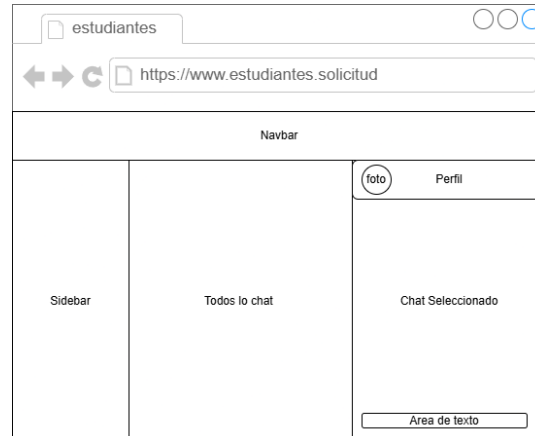 estudiantes
https://www.estudiantes.solicitud
Navbar
foto
Perfil
Sidebar
Todos lo chat
Chat Seleccionado
Area de texto